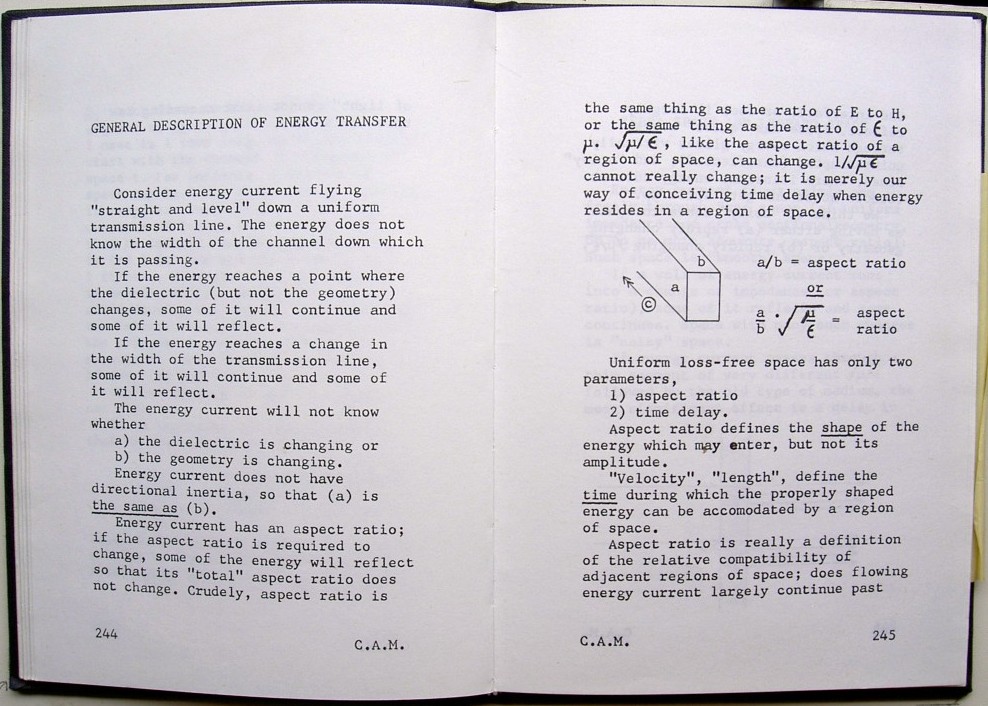 GENERAL DESCRIPTION OF ENERGY TRANSFER
Consider energy current flying
"straight and level" down a uniform
transmission line. The energy does not
know the width of the channel down which
it is passing.
If the energy reaches a point where
the dielectric (but not the geometry)
changes, some of it will continue and
some of it will reflect.
If the energy reaches a change in
the width of the transmission line,
some of it will continue and some of
it will reflect.
The energy current will not know
whether
a) the dielectric is changing or
b) the geometry is changing.
Energy current does not have
directional inertia, so that (a) is
the same as (b).
Energy current has an aspect ratio;
if the aspect ratio is required to
change, some of the energy will reflect
so that its "total" aspect ratio does
not change. Crudely, aspect ratio is
244
C.A.M.
the same thing as the ratio of E to H,
or the same thing as the ratio of ϵ to
μ. √μ/ϵ, like the aspect ratio of a
region of space, can change. 1/√μϵ
cannot really change; it is merely our
way of conceiving time delay when energy
resides in a region of space.
b
a
©
a/b = aspect ratio
or
a/b · √μ/ϵ = aspect
ratio
Uniform loss-free space has only two
parameters,
1) aspect ratio
2) time delay.
Aspect ratio defines the shape of the
energy which may enter, but not its
amplitude.
"Velocity", "length", define the
time during which the properly shaped
energy can be accomodated by a region
of space.
Aspect ratio is really a definition
of the relative compatibility of
adjacent regions of space; does flowing
energy current largely continue past
C.A.M.
245